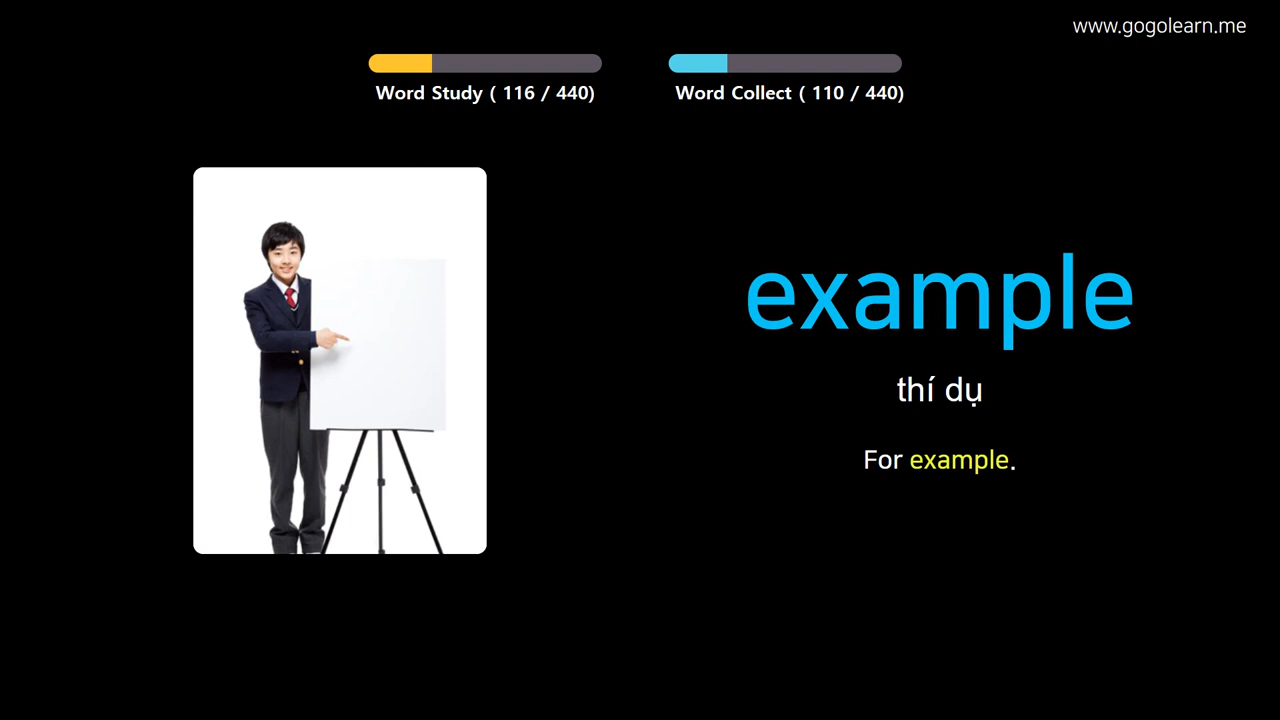 www.gogolearn.me
Word Study ( 116 / 440)
Word Collect ( 110 / 440)
example
thí dụ
For example.